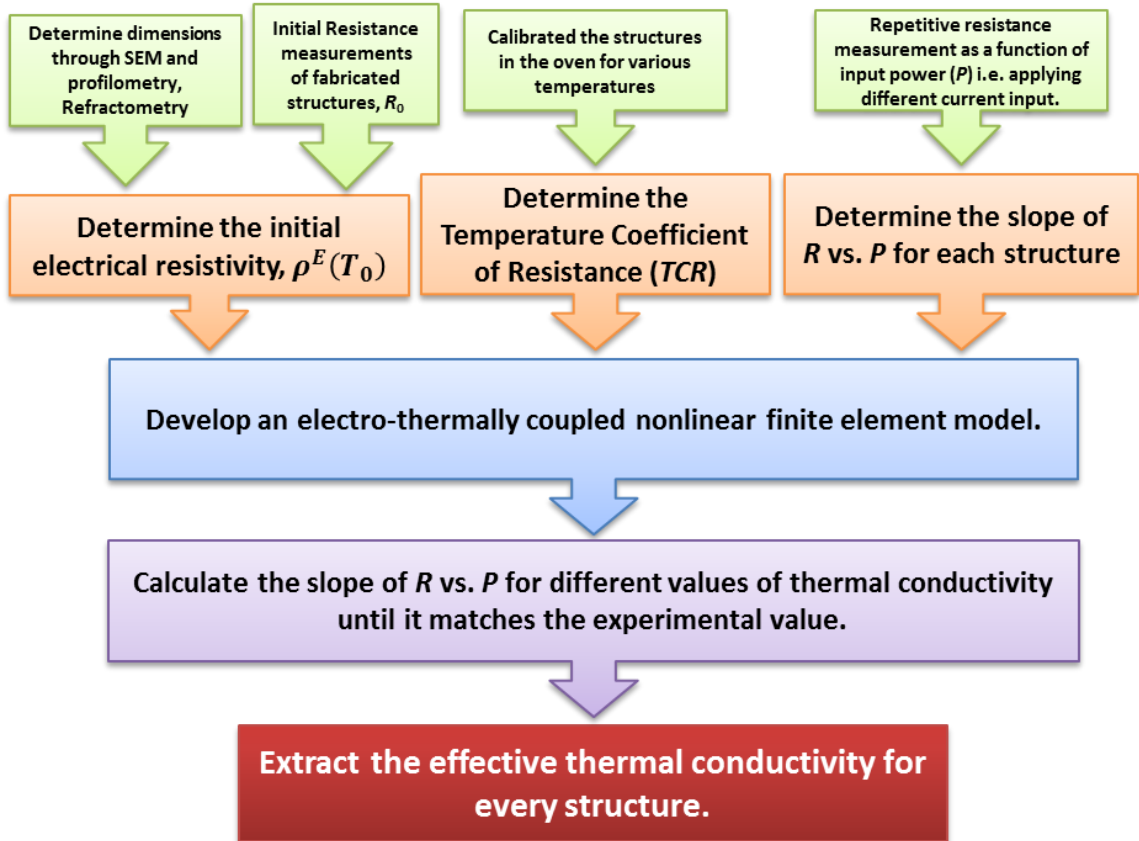 Determine dimensions
through SEM and
profilometry,
Refractometry
Initial Resistance
measurements
of fabricated
structures, R₀
Calibrated the structures
in the oven for various
temperatures
Repetitive resistance
measurement as a function of
input power (P) i.e. applying
different current input.
Determine the initial
electrical resistivity, ρᴱ(T₀)
Determine the
Temperature Coefficient
of Resistance (TCR)
Determine the slope of
R vs. P for each structure
Develop an electro-thermally coupled nonlinear finite element model.
Calculate the slope of R vs. P for different values of thermal conductivity
until it matches the experimental value.
Extract the effective thermal conductivity for
every structure.